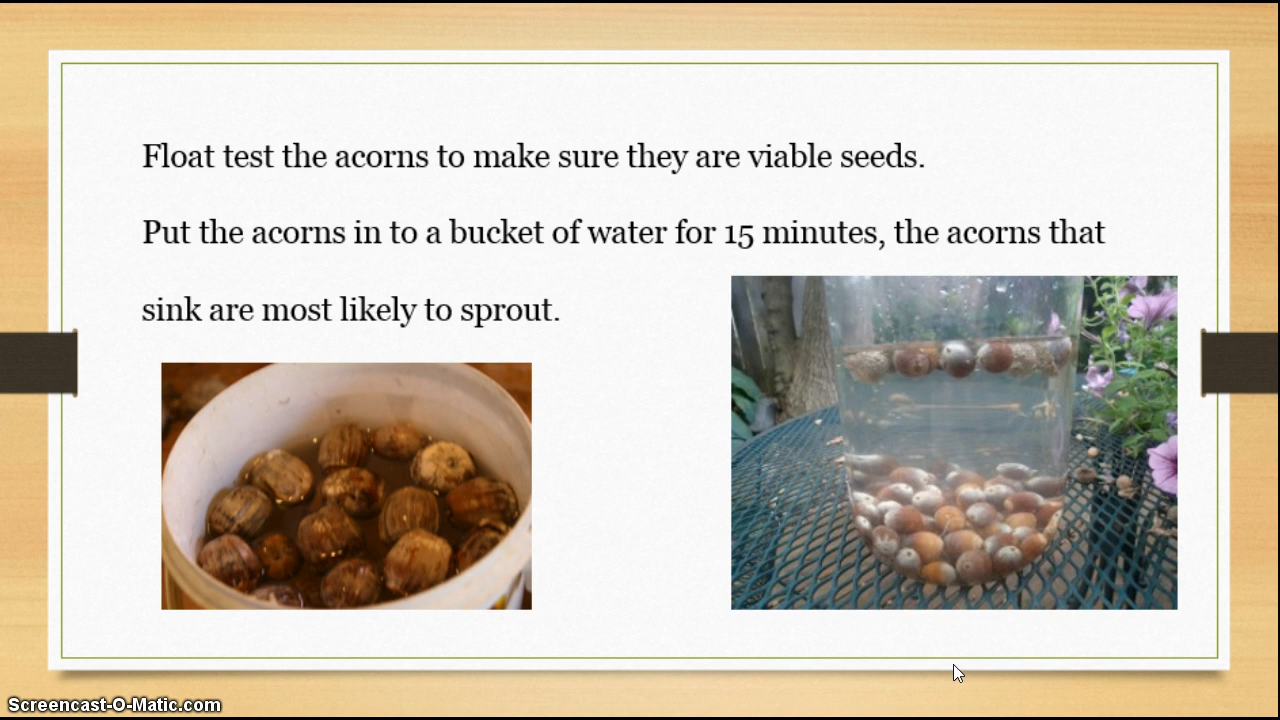 Float test the acorns to make sure they are viable seeds.
Put the acorns in to a bucket of water for 15 minutes, the acorns that
sink are most likely to sprout.
Screencast-O-Matic.com